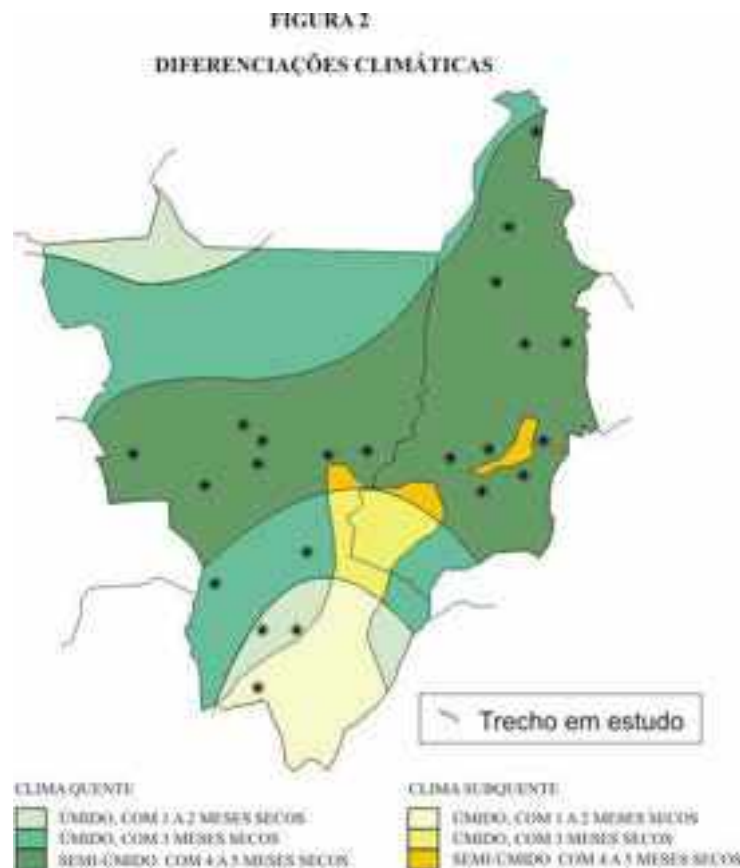 FIGURA 2
DIFERENCIAÇÕES CLIMÁTICAS
Trecho em estudo
CLIMA QUENTE
ÚMIDO, COM 1 A 2 MESES SECOS
ÚMIDO, COM 3 MESES SECOS
SEMI-ÚMIDO, COM 4 A 5 MESES SECOS
CLIMA SUBQUENTE
ÚMIDO, COM 1 A 2 MESES SECOS
ÚMIDO, COM 3 MESES SECOS
SEMI-ÚMIDO, COM 4 A 5 MESES SECOS